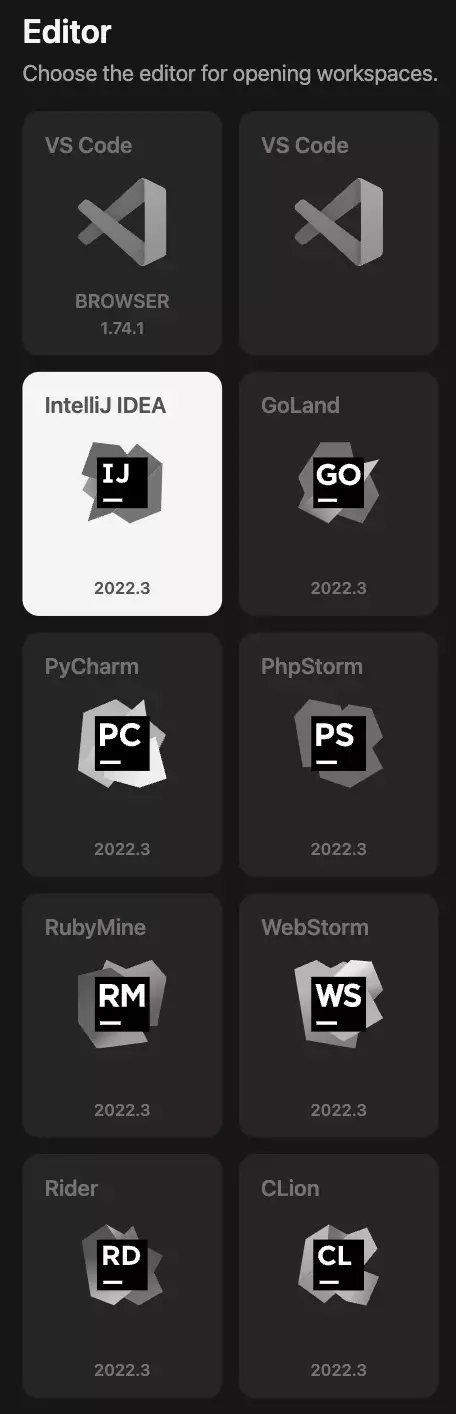 Editor
Choose the editor for opening workspaces.
VS Code
BROWSER
1.74.1
VS Code
IntelliJ IDEA
IJ
2022.3
GoLand
GO
2022.3
PyCharm
PC
2022.3
PhpStorm
PS
2022.3
RubyMine
RM
2022.3
WebStorm
WS
2022.3
Rider
RD
2022.3
CLion
CL
2022.3